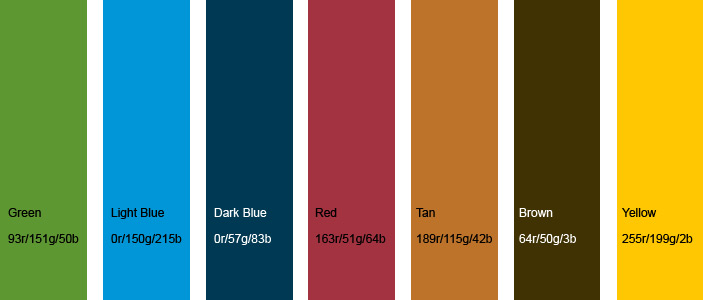 Green
93r/151g/50b
Light Blue
0r/150g/215b
Dark Blue
0r/57g/83b
Red
163r/51g/64b
Tan
189r/115g/42b
Brown
64r/50g/3b
Yellow
255r/199g/2b